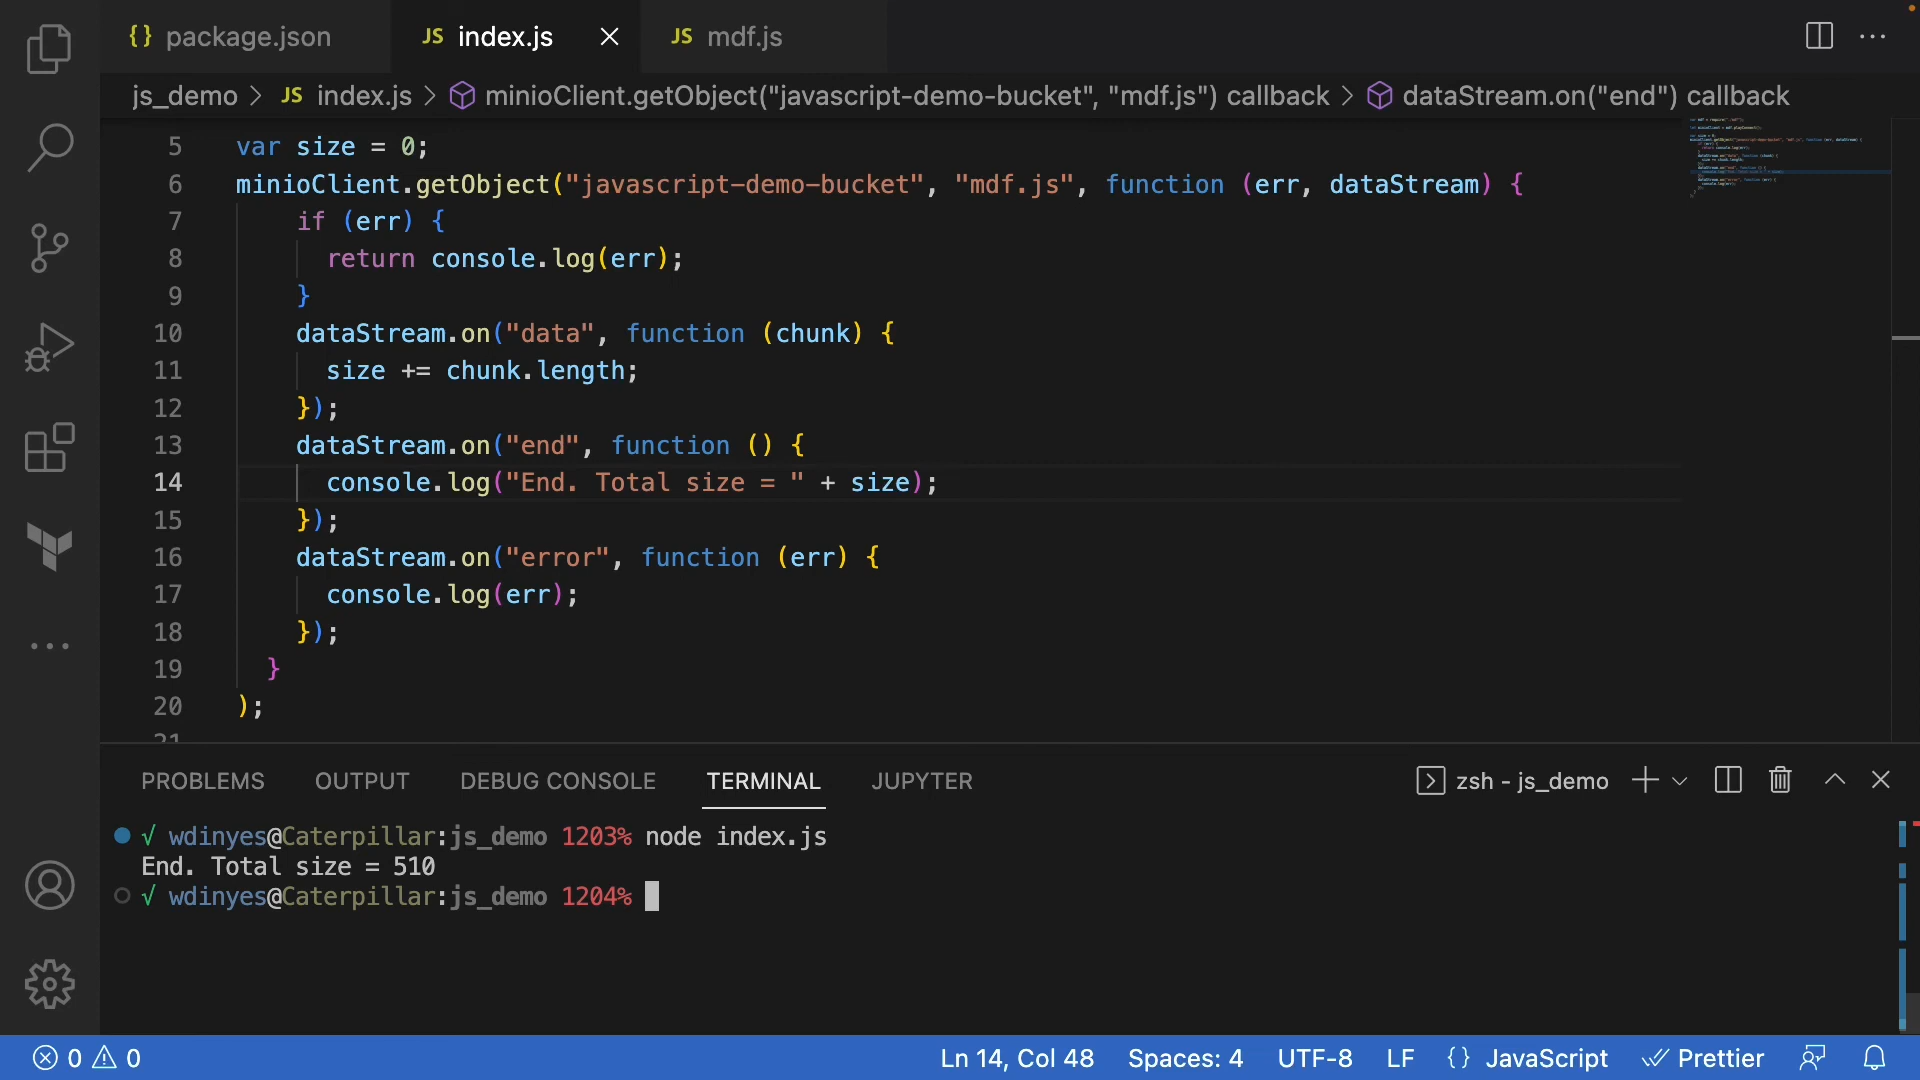 {} package.json JS index.js JS mdf.js
js_demo > JS index.js > minioClient.getObject("javascript-demo-bucket", "mdf.js") callback > dataStream.on("end") callback
5 var size = 0;
6 minioClient.getObject("javascript-demo-bucket", "mdf.js", function (err, dataStream) {
7 if (err) {
8 return console.log(err);
9 }
10 dataStream.on("data", function (chunk) {
11 size += chunk.length;
12 });
13 dataStream.on("end", function () {
14 console.log("End. Total size = " + size);
15 });
16 dataStream.on("error", function (err) {
17 console.log(err);
18 });
19 }
20 );
21
PROBLEMS OUTPUT DEBUG CONSOLE TERMINAL JUPYTER zsh - js_demo
√ wdinyes@Caterpillar:js_demo 1203% node index.js
End. Total size = 510
√ wdinyes@Caterpillar:js_demo 1204%
0 0 Ln 14, Col 48 Spaces: 4 UTF-8 LF {} JavaScript Prettier